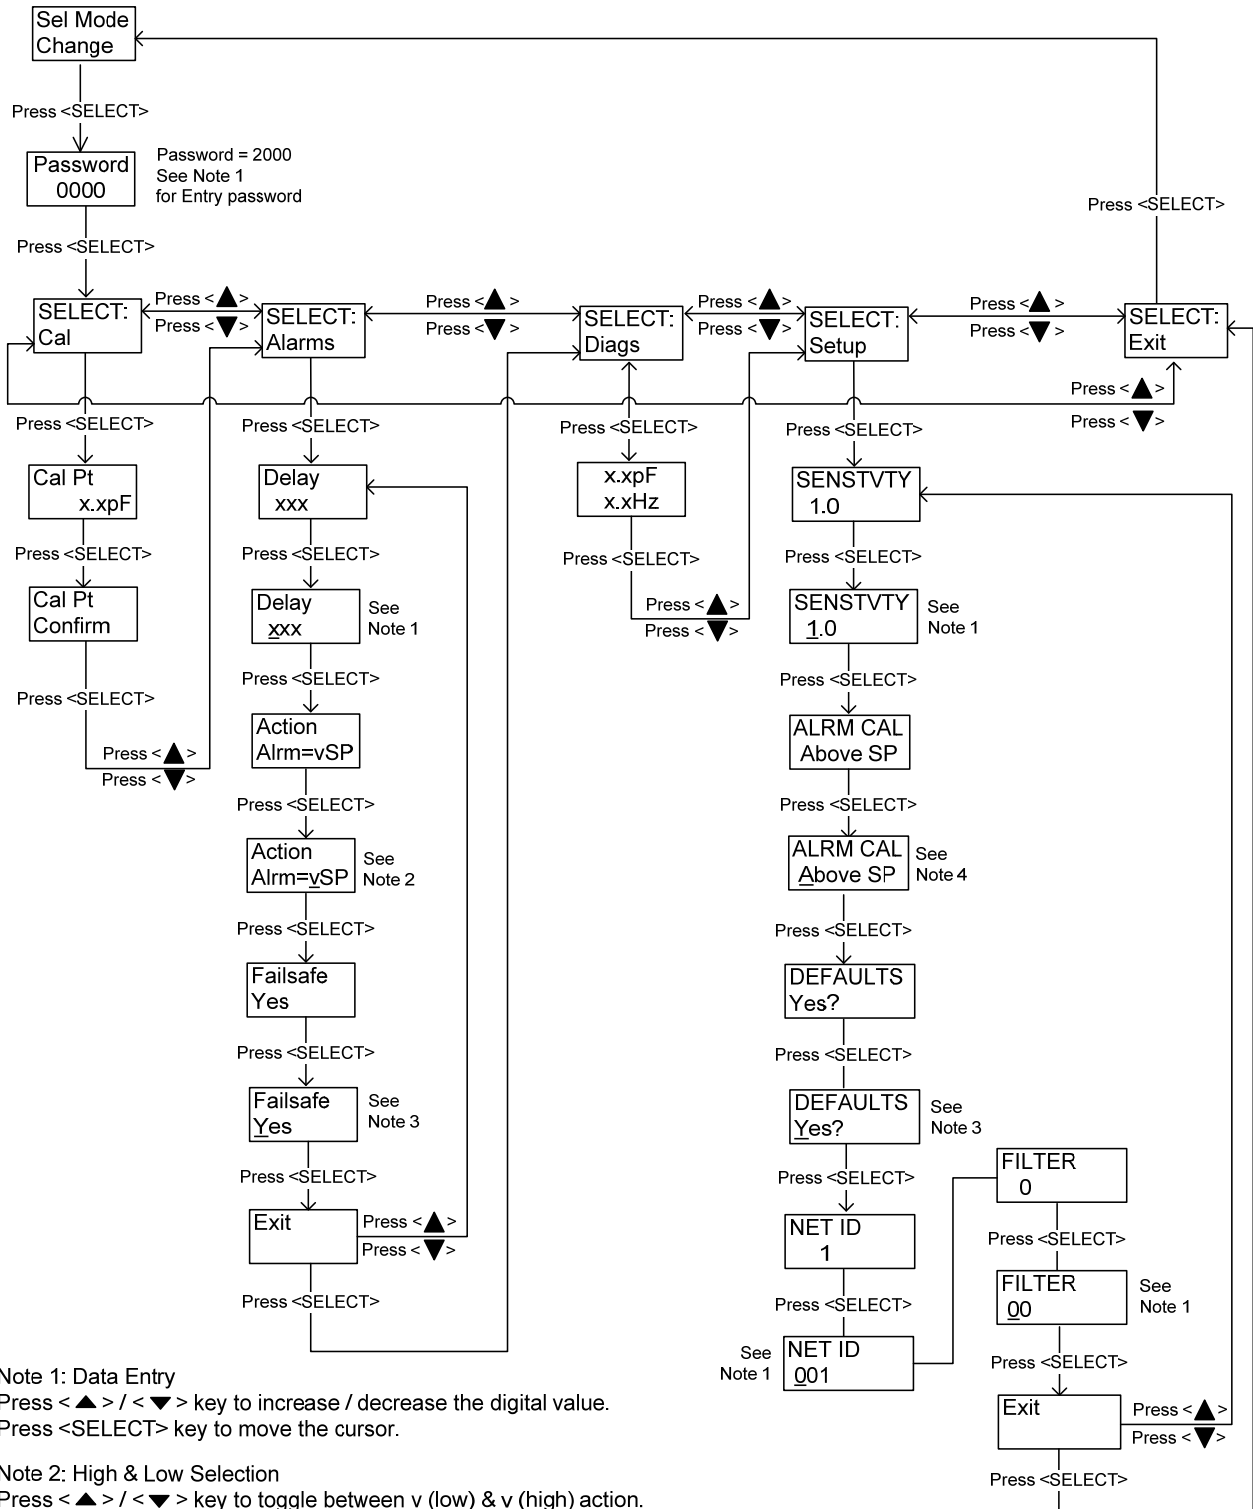 Sel Mode
Change
Press <SELECT>
Password
0000
Password = 2000
See Note 1
for Entry password
Press <SELECT>
Press <SELECT>
SELECT:
Cal
Press <▲>
Press <▼>
SELECT:
Alarms
Press <▲>
Press <▼>
SELECT:
Diags
Press <▲>
Press <▼>
SELECT:
Setup
Press <▲>
Press <▼>
SELECT:
Exit
Press <▲>
Press <▼>
Press <SELECT>
Cal Pt
x.xpF
Press <SELECT>
Cal Pt
Confirm
Press <SELECT>
Press <▲>
Press <▼>
Press <SELECT>
Delay
xxx
Press <SELECT>
Delay
xxx
See
Note 1
Press <SELECT>
Action
Alrm=vSP
Press <SELECT>
Action
Alrm=vSP
See
Note 2
Press <SELECT>
Failsafe
Yes
Press <SELECT>
Failsafe
Yes
See
Note 3
Press <SELECT>
Exit
Press <▲>
Press <▼>
Press <SELECT>
Press <SELECT>
x.xpF
x.xHz
Press <SELECT>
Press <▲>
Press <▼>
Press <SELECT>
SENSTVTY
1.0
Press <SELECT>
SENSTVTY
1.0
See
Note 1
Press <SELECT>
ALRM CAL
Above SP
Press <SELECT>
ALRM CAL
Above SP
See
Note 4
Press <SELECT>
DEFAULTS
Yes?
Press <SELECT>
DEFAULTS
Yes?
See
Note 3
Press <SELECT>
NET ID
1
Press <SELECT>
See
Note 1
NET ID
001
FILTER
0
Press <SELECT>
FILTER
00
See
Note 1
Press <SELECT>
Exit
Press <▲>
Press <▼>
Press <SELECT>
Note 1: Data Entry
Press <▲> / <▼> key to increase / decrease the digital value.
Press <SELECT> key to move the cursor.
Note 2: High & Low Selection
Press <▲> / <▼> key to toggle between v (low) & v (high) action.